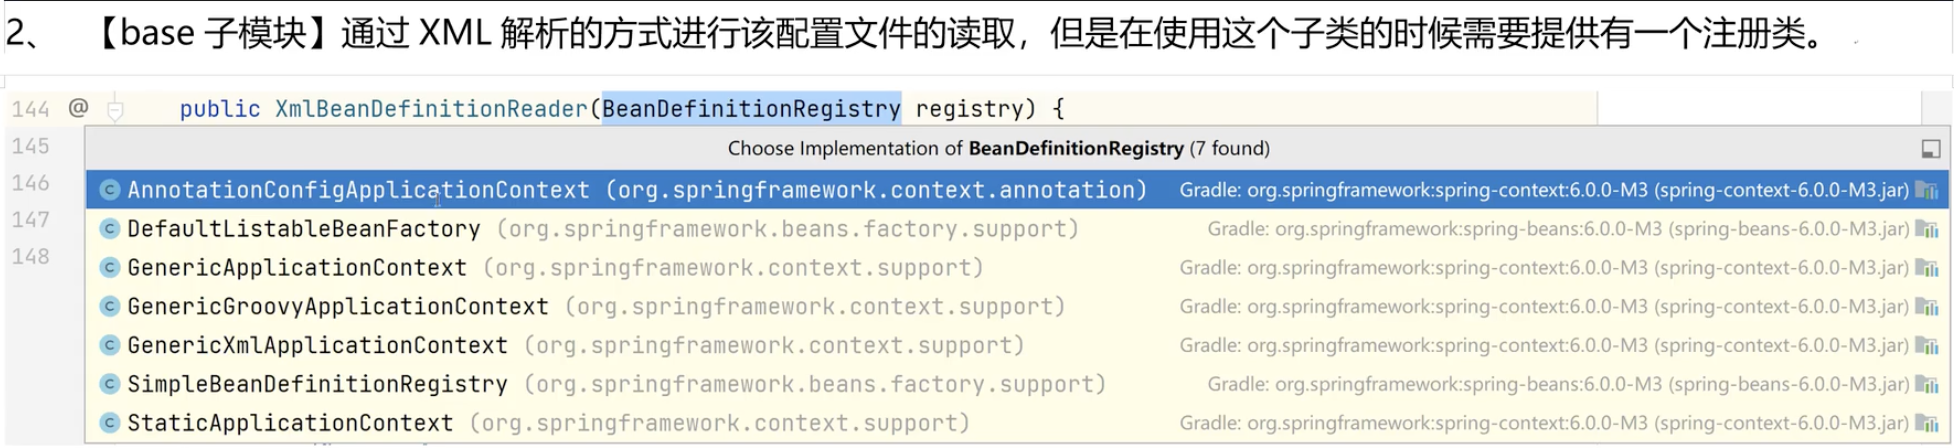 2、 【base 子模块】通过 XML 解析的方式进行该配置文件的读取，但是在使用这个子类的时候需要提供有一个注册类。
144 @ public XmlBeanDefinitionReader(BeanDefinitionRegistry registry) {
145 Choose Implementation of BeanDefinitionRegistry (7 found)
146 AnnotationConfigApplicationContext (org.springframework.context.annotation) Gradle: org.springframework:spring-context:6.0.0-M3 (spring-context-6.0.0-M3.jar)
147 DefaultListableBeanFactory (org.springframework.beans.factory.support) Gradle: org.springframework:spring-beans:6.0.0-M3 (spring-beans-6.0.0-M3.jar)
148 GenericApplicationContext (org.springframework.context.support) Gradle: org.springframework:spring-context:6.0.0-M3 (spring-context-6.0.0-M3.jar)
GenericGroovyApplicationContext (org.springframework.context.support) Gradle: org.springframework:spring-context:6.0.0-M3 (spring-context-6.0.0-M3.jar)
GenericXmlApplicationContext (org.springframework.context.support) Gradle: org.springframework:spring-context:6.0.0-M3 (spring-context-6.0.0-M3.jar)
SimpleBeanDefinitionRegistry (org.springframework.beans.factory.support) Gradle: org.springframework:spring-beans:6.0.0-M3 (spring-beans-6.0.0-M3.jar)
StaticApplicationContext (org.springframework.context.support) Gradle: org.springframework:spring-context:6.0.0-M3 (spring-context-6.0.0-M3.jar)